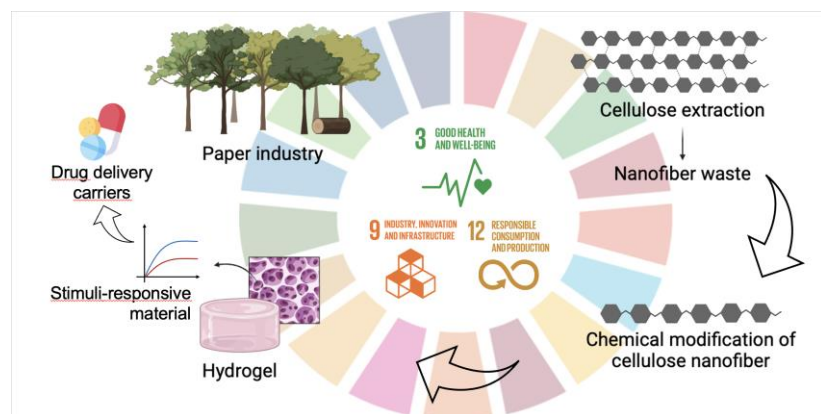 Paper industry
Cellulose extraction
Nanofiber waste
Chemical modification of
cellulose nanofiber
Hydrogel
Stimuli-responsive
material
Drug delivery
carriers
3 GOOD HEALTH
AND WELL-BEING
9 INDUSTRY, INNOVATION
AND INFRASTRUCTURE
12 RESPONSIBLE
CONSUMPTION
AND PRODUCTION